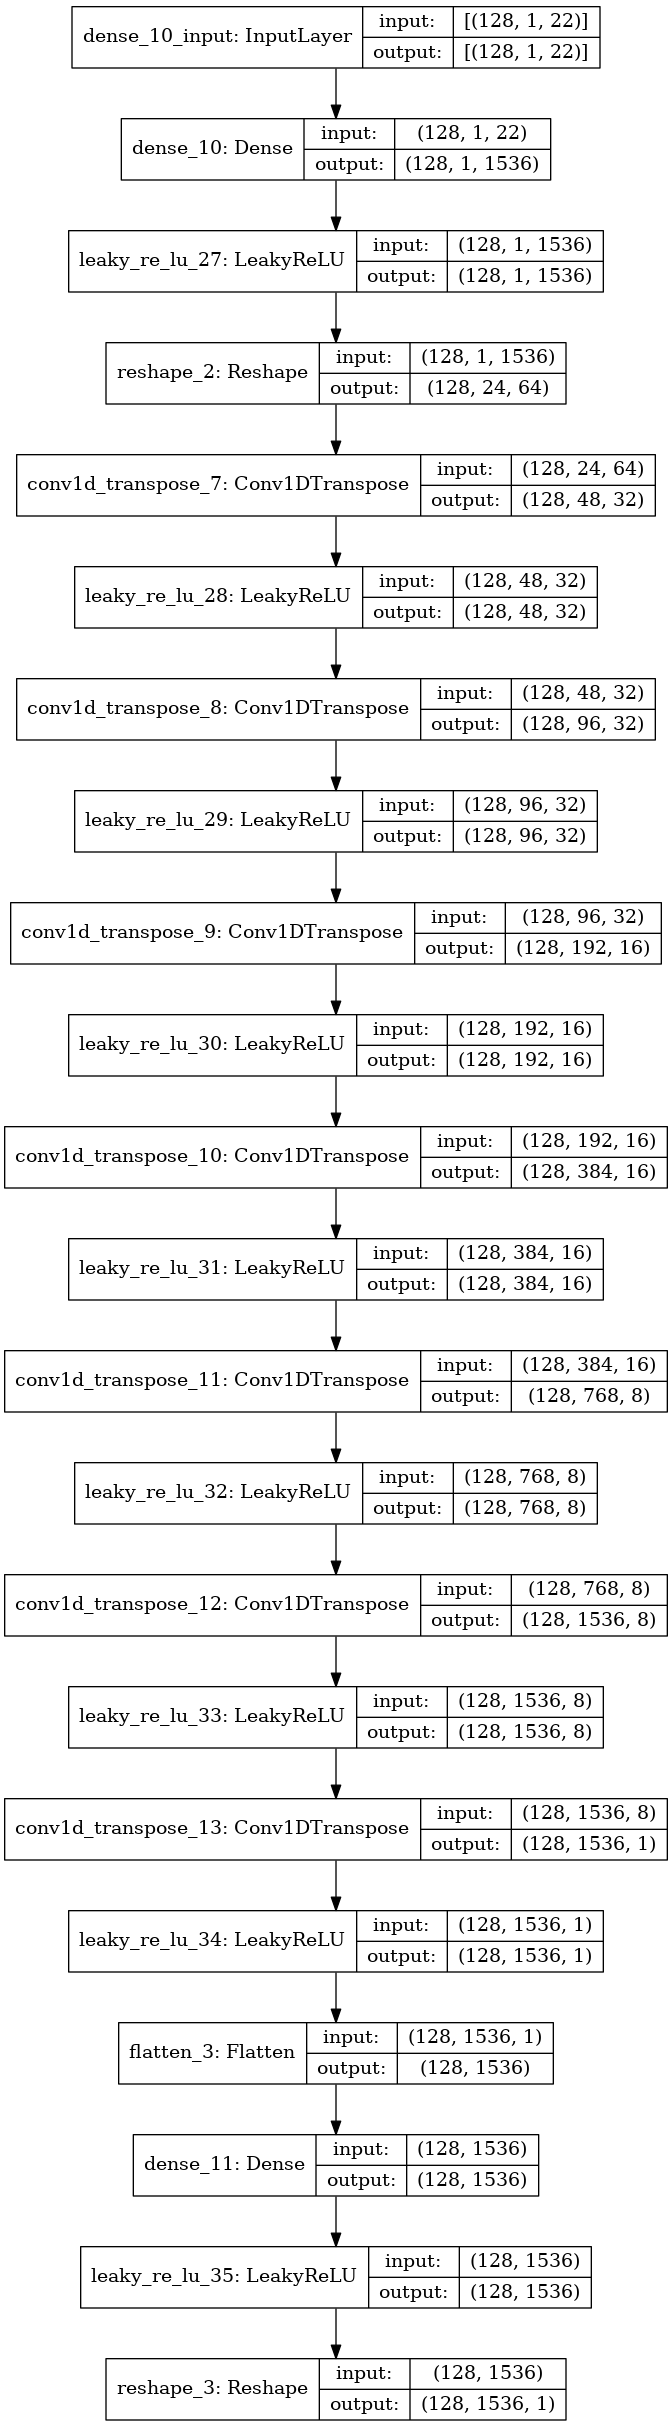 dense_10_input: InputLayer
input: [(128, 1, 22)]
output: [(128, 1, 22)]
dense_10: Dense
input: (128, 1, 22)
output: (128, 1, 1536)
leaky_re_lu_27: LeakyReLU
input: (128, 1, 1536)
output: (128, 1, 1536)
reshape_2: Reshape
input: (128, 1, 1536)
output: (128, 24, 64)
conv1d_transpose_7: Conv1DTranspose
input: (128, 24, 64)
output: (128, 48, 32)
leaky_re_lu_28: LeakyReLU
input: (128, 48, 32)
output: (128, 48, 32)
conv1d_transpose_8: Conv1DTranspose
input: (128, 48, 32)
output: (128, 96, 32)
leaky_re_lu_29: LeakyReLU
input: (128, 96, 32)
output: (128, 96, 32)
conv1d_transpose_9: Conv1DTranspose
input: (128, 96, 32)
output: (128, 192, 16)
leaky_re_lu_30: LeakyReLU
input: (128, 192, 16)
output: (128, 192, 16)
conv1d_transpose_10: Conv1DTranspose
input: (128, 192, 16)
output: (128, 384, 16)
leaky_re_lu_31: LeakyReLU
input: (128, 384, 16)
output: (128, 384, 16)
conv1d_transpose_11: Conv1DTranspose
input: (128, 384, 16)
output: (128, 768, 8)
leaky_re_lu_32: LeakyReLU
input: (128, 768, 8)
output: (128, 768, 8)
conv1d_transpose_12: Conv1DTranspose
input: (128, 768, 8)
output: (128, 1536, 8)
leaky_re_lu_33: LeakyReLU
input: (128, 1536, 8)
output: (128, 1536, 8)
conv1d_transpose_13: Conv1DTranspose
input: (128, 1536, 8)
output: (128, 1536, 1)
leaky_re_lu_34: LeakyReLU
input: (128, 1536, 1)
output: (128, 1536, 1)
flatten_3: Flatten
input: (128, 1536, 1)
output: (128, 1536)
dense_11: Dense
input: (128, 1536)
output: (128, 1536)
leaky_re_lu_35: LeakyReLU
input: (128, 1536)
output: (128, 1536)
reshape_3: Reshape
input: (128, 1536)
output: (128, 1536, 1)